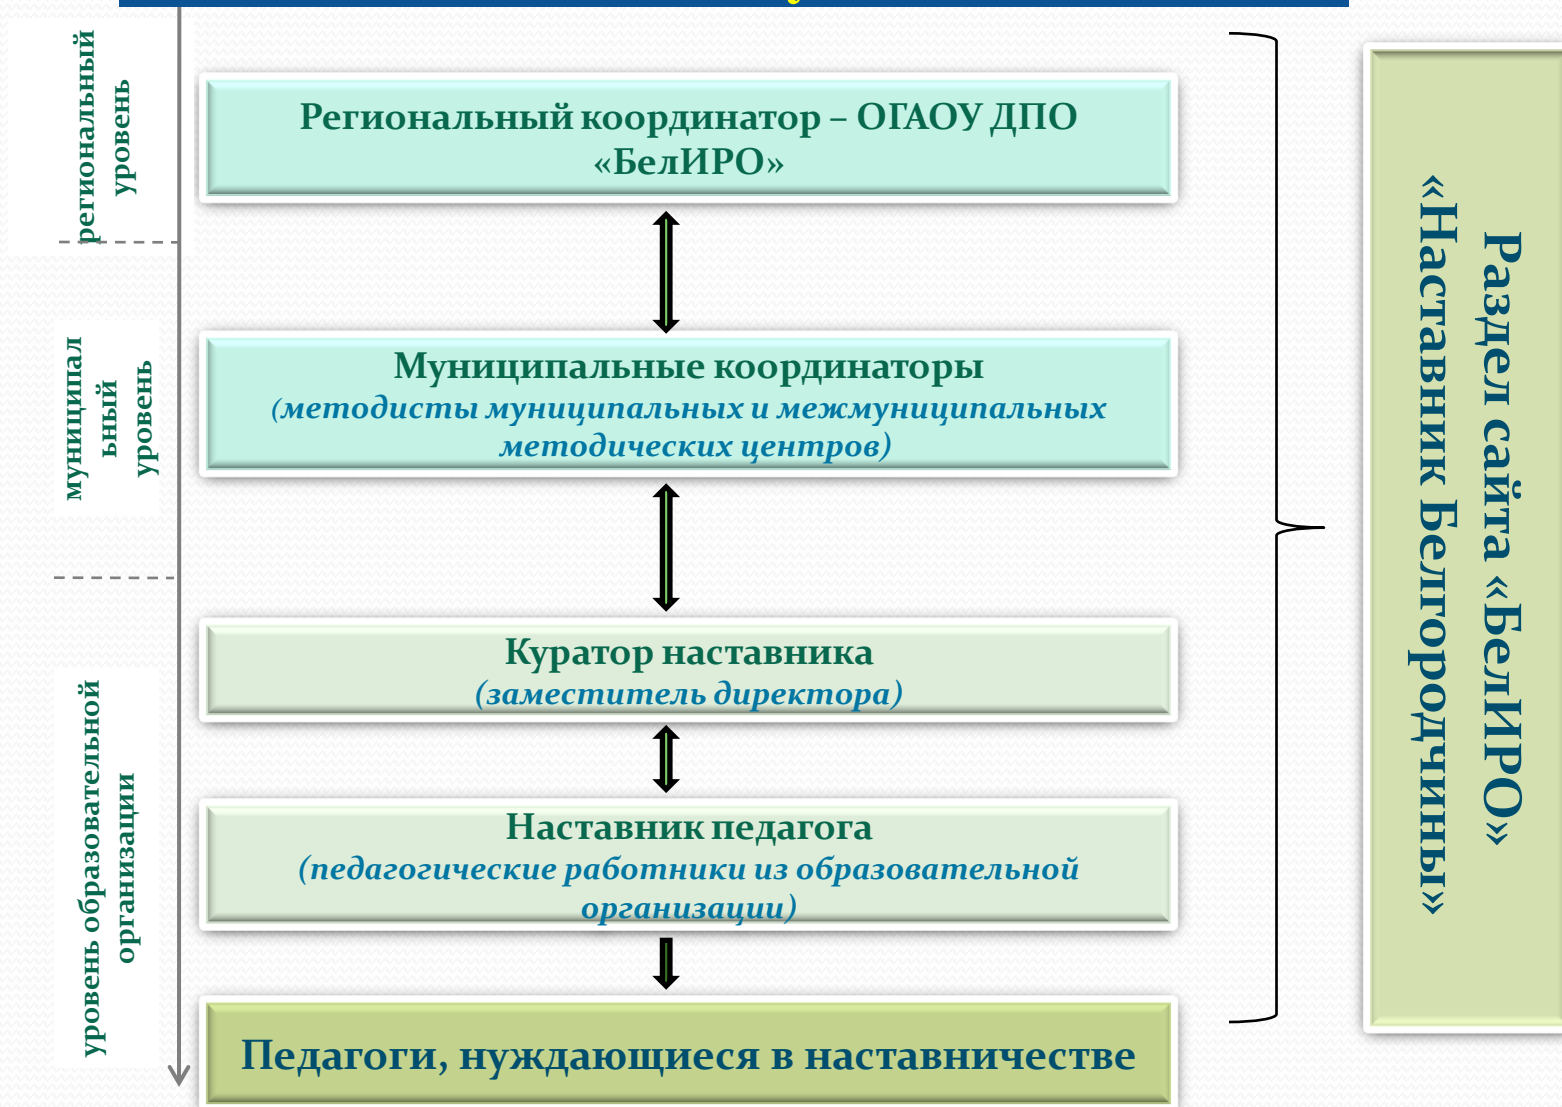 региональный
уровень
Региональный координатор – ОГАОУ ДПО
«БелИРО»
муниципал
ьный
уровень
Муниципальные координаторы
(методисты муниципальных и межмуниципальных
методических центров)
уровень образовательной
организации
Куратор наставника
(заместитель директора)
Наставник педагога
(педагогические работники из образовательной
организации)
Педагоги, нуждающиеся в наставничестве
Раздел сайта «БелИРО»
«Наставник Белгородчины»